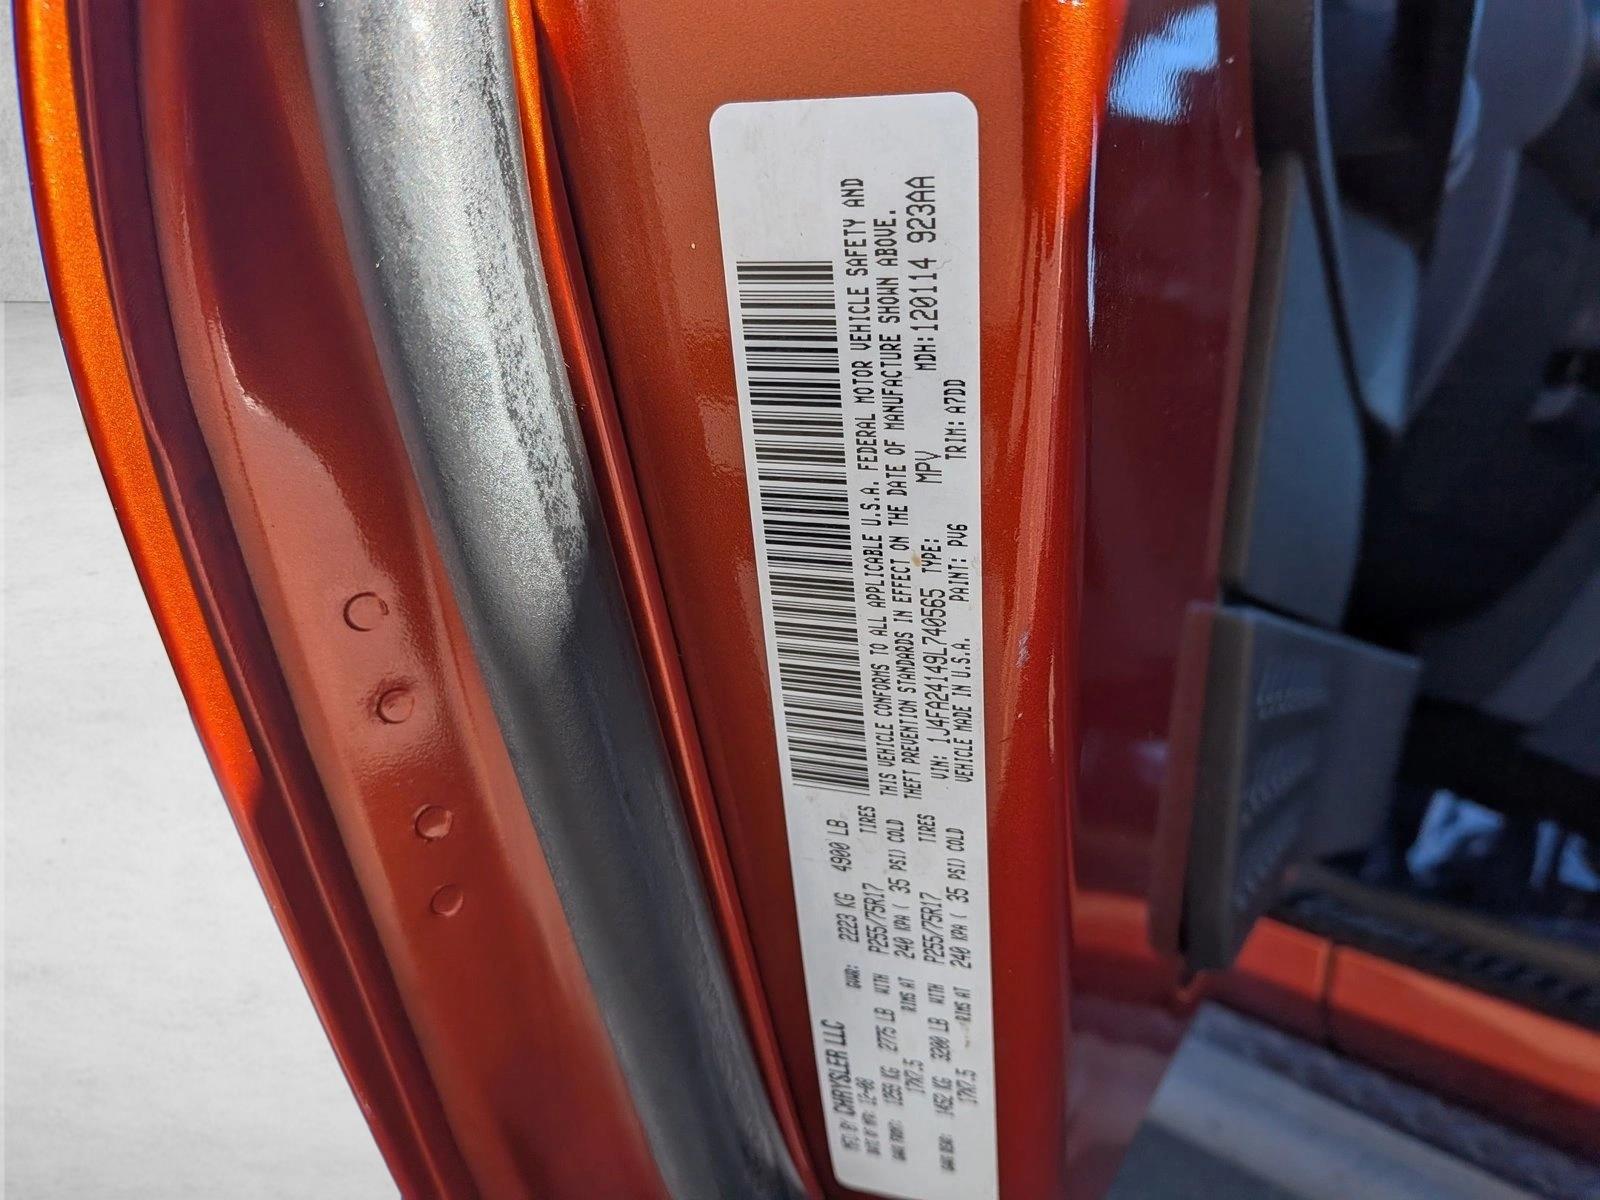 MFD BY CHRYSLER LLC
DATE OF MFR: 12-08 GVWR: 2223 KG 4900 LB
GAWR FRONT: 1259 KG 2775 LB WITH P255/75R17 TIRES
17X7.5 RIMS AT 240 KPA ( 35 PSI) COLD
GAWR REAR: 1452 KG 3200 LB WITH P255/75R17 TIRES
17X7.5 RIMS AT 240 KPA ( 35 PSI) COLD
THIS VEHICLE CONFORMS TO ALL APPLICABLE U.S.A. FEDERAL MOTOR VEHICLE SAFETY AND
THEFT PREVENTION STANDARDS IN EFFECT ON THE DATE OF MANUFACTURE SHOWN ABOVE.
VIN: 1J4FA24149L740565 TYPE: MPV MDH:120114 923AA
VEHICLE MADE IN U.S.A. PAINT: PV6 TRIM: A7DD